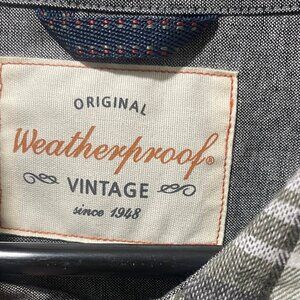 ORIGINAL
Weatherproof®
VINTAGE
since 1948